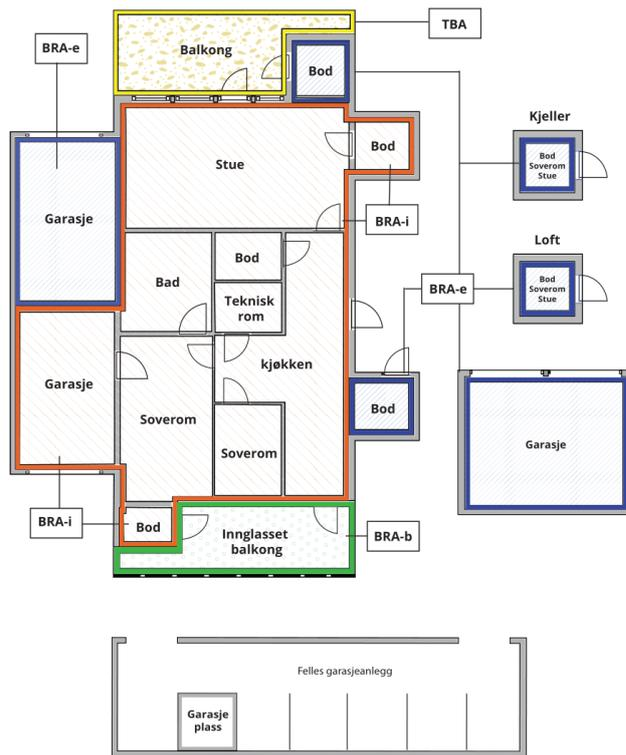 TBA
BRA-e
Balkong
Bod
Kjeller
Stue
Bod
Bod
Soverom
Stue
Garasje
BRA-i
Loft
Bod
Bad
Teknisk
rom
BRA-e
Bod
Soverom
Stue
kjøkken
Garasje
Soverom
Bod
Garasje
Soverom
BRA-i
Bod
Innglasset
balkong
BRA-b
Felles garasjeanlegg
Garasje
plass